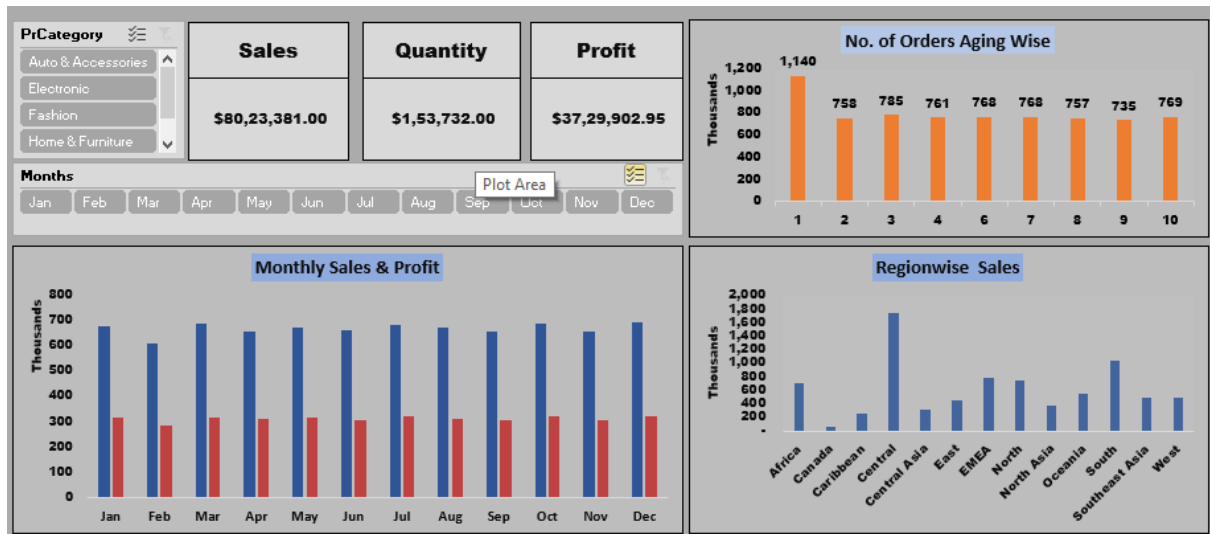 PrCategory
Auto & Accessories
Electronic
Fashion
Home & Furniture
Sales
$80,23,381.00
Quantity
$1,53,732.00
Profit
$37,29,902.95
Months
Jan Feb Mar Apr May Jun Jul Aug Sep Oct Nov Dec
Plot Area
No. of Orders Aging Wise
Thousands
1,200
1,000
800
600
400
200
0
1,140 758 785 761 768 768 757 735 769
1 2 3 4 6 7 8 9 10
Monthly Sales & Profit
Thousands
800
700
600
500
400
300
200
100
0
Jan Feb Mar Apr May Jun Jul Aug Sep Oct Nov Dec
Regionwise Sales
Thousands
2,000
1,800
1,600
1,400
1,200
1,000
800
600
400
200
-
Africa Canada Caribbean Central Central Asia East EMEA North North Asia Oceania South Southeast Asia West